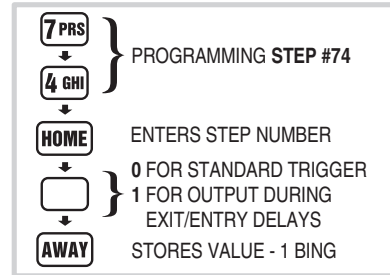 7 PRS
PROGRAMMING STEP #74
4 GHI
HOME ENTERS STEP NUMBER
0 FOR STANDARD TRIGGER
1 FOR OUTPUT DURING
EXIT/ENTRY DELAYS
AWAY STORES VALUE - 1 BING